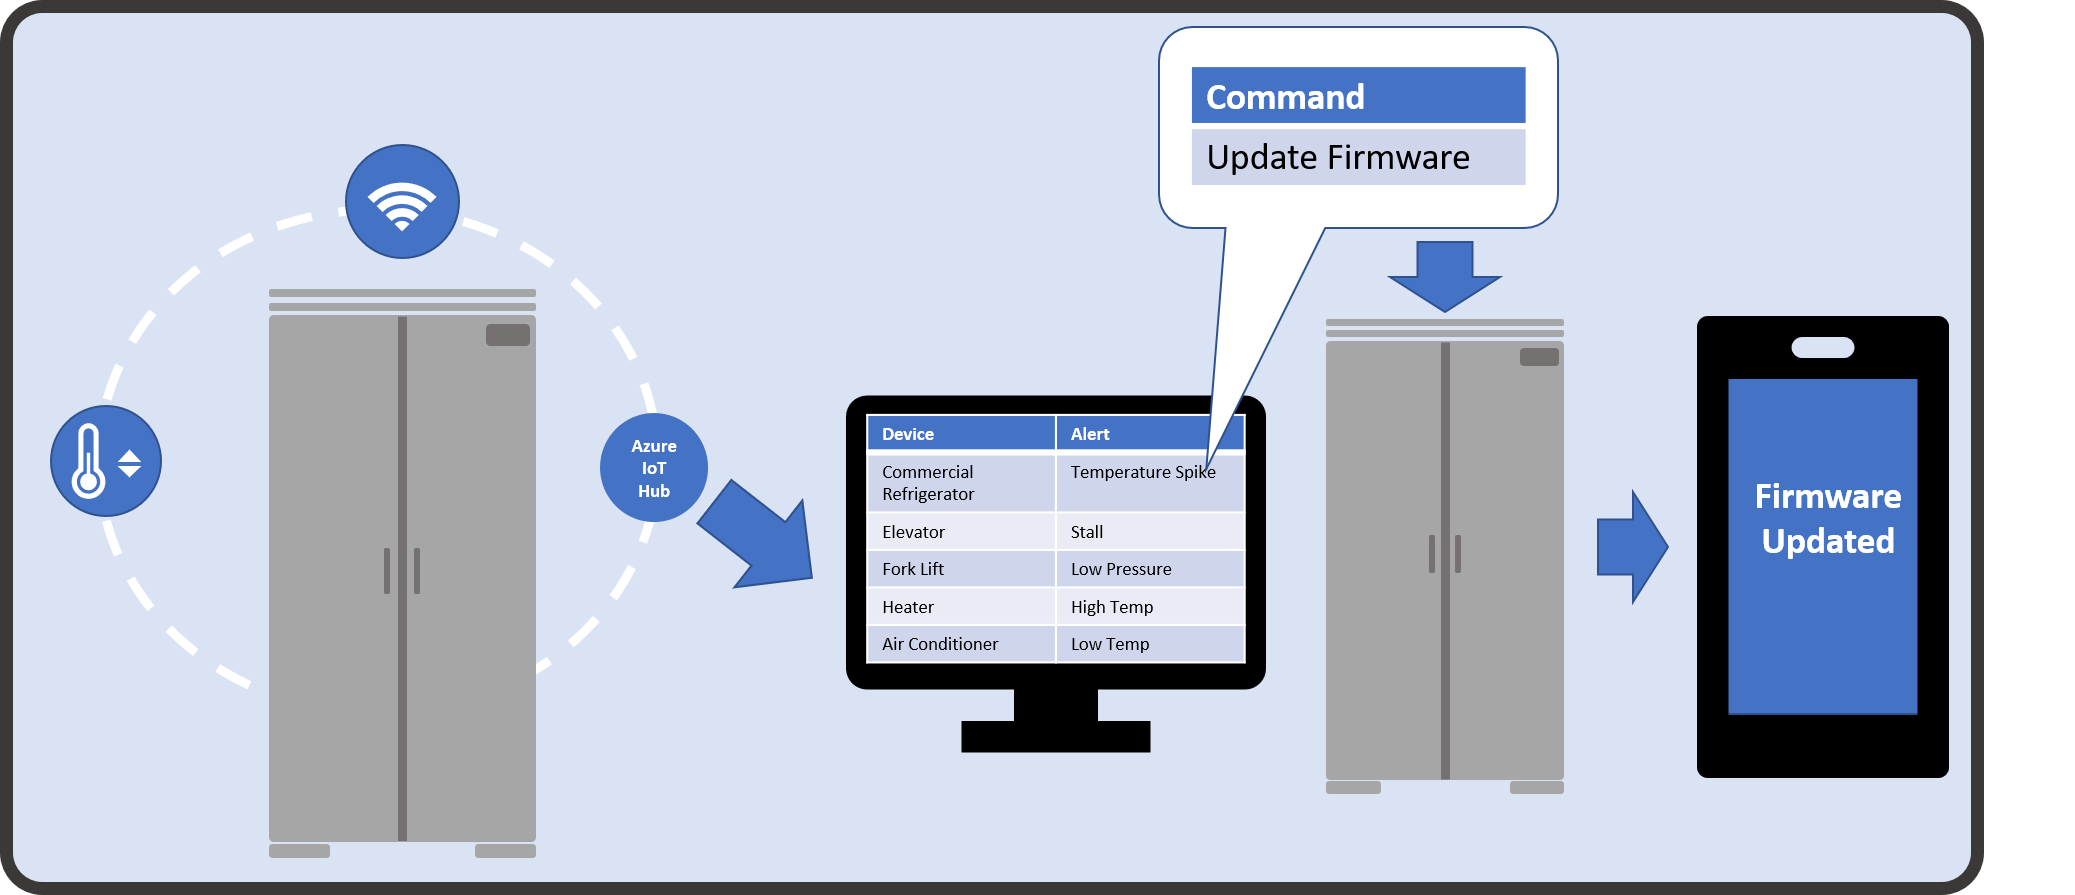 Command
Update Firmware
Azure
IoT
Hub
Device Alert
Commercial Temperature Spike
Refrigerator
Elevator Stall
Fork Lift Low Pressure
Heater High Temp
Air Conditioner Low Temp
Firmware
Updated